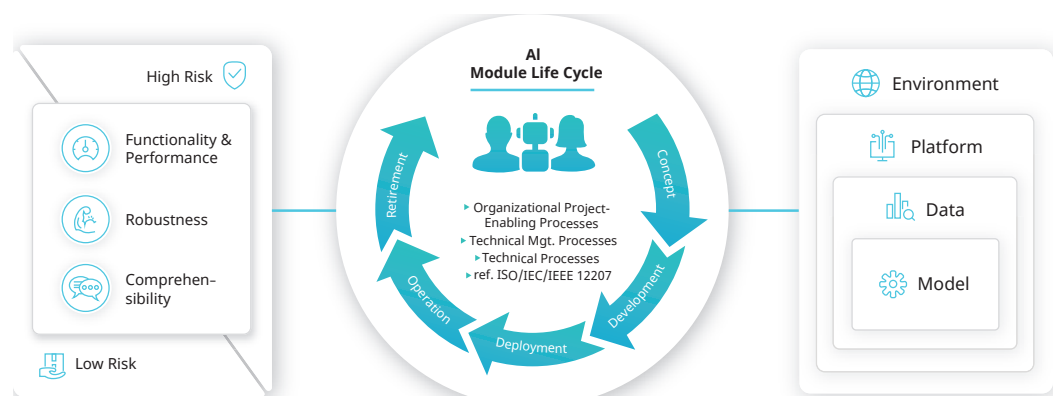 High Risk
Functionality &
Performance
Robustness
Comprehen–
sibility
Low Risk
AI
Module Life Cycle
Concept
Development
Deployment
Operation
Retirement
Organizational Project-
Enabling Processes
Technical Mgt. Processes
Technical Processes
ref. ISO/IEC/IEEE 12207
Environment
Platform
Data
Model